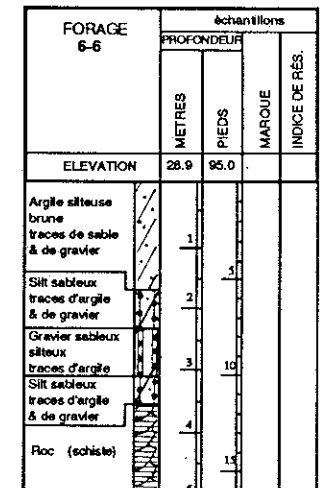 FORAGE
6-6
échantillons
PROFONDEUR
MÈTRES
PIEDS
MARQUE
INDICE DE RÉS.
ELEVATION 28.9 95.0
Argile silteuse
brune
traces de sable
& de gravier
1
5
Silt sableux
traces d'argile
& de gravier
2
Gravier sableux
silteux
traces d'argile
3
10
Silt sableux
traces d'argile
& de gravier
4
Roc (schiste)
15